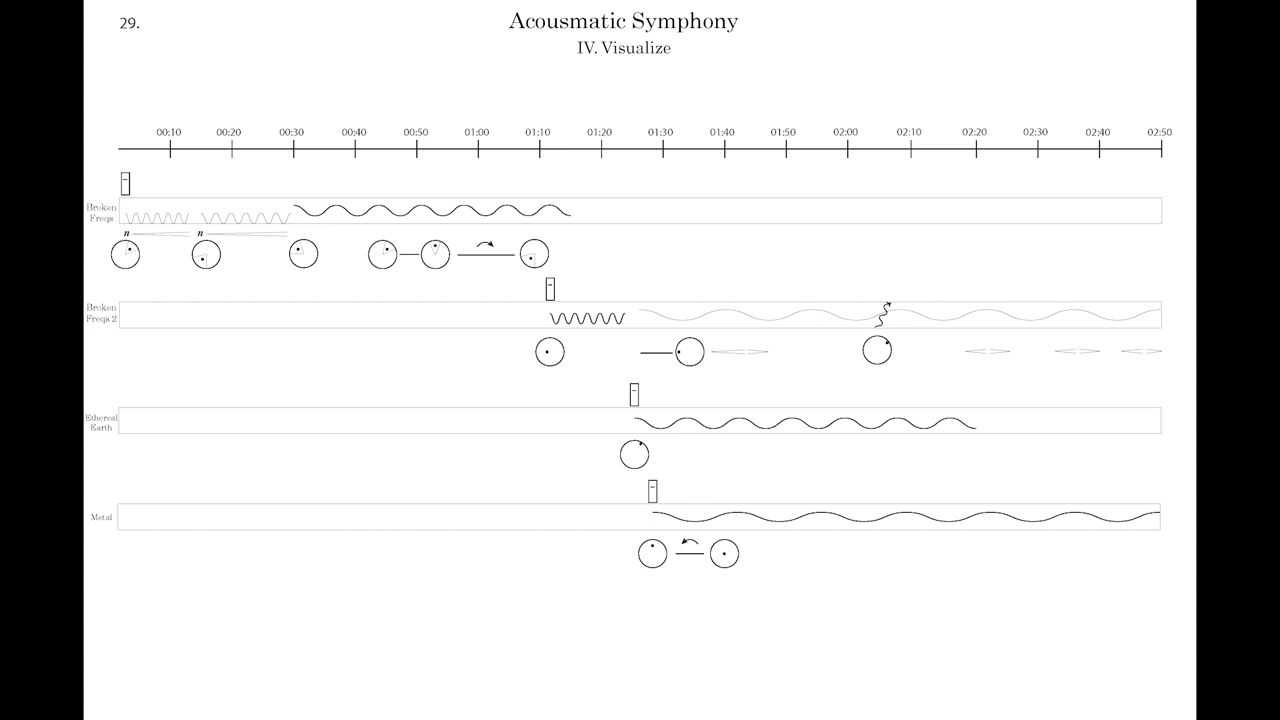 29.
Acousmatic Symphony
IV. Visualize
00:10 00:20 00:30 00:40 00:50 01:00 01:10 01:20 01:30 01:40 01:50 02:00 02:10 02:20 02:30 02:40 02:50
Broken
Freqs
n n
Broken
Freqs 2
Ethereal
Earth
Metal